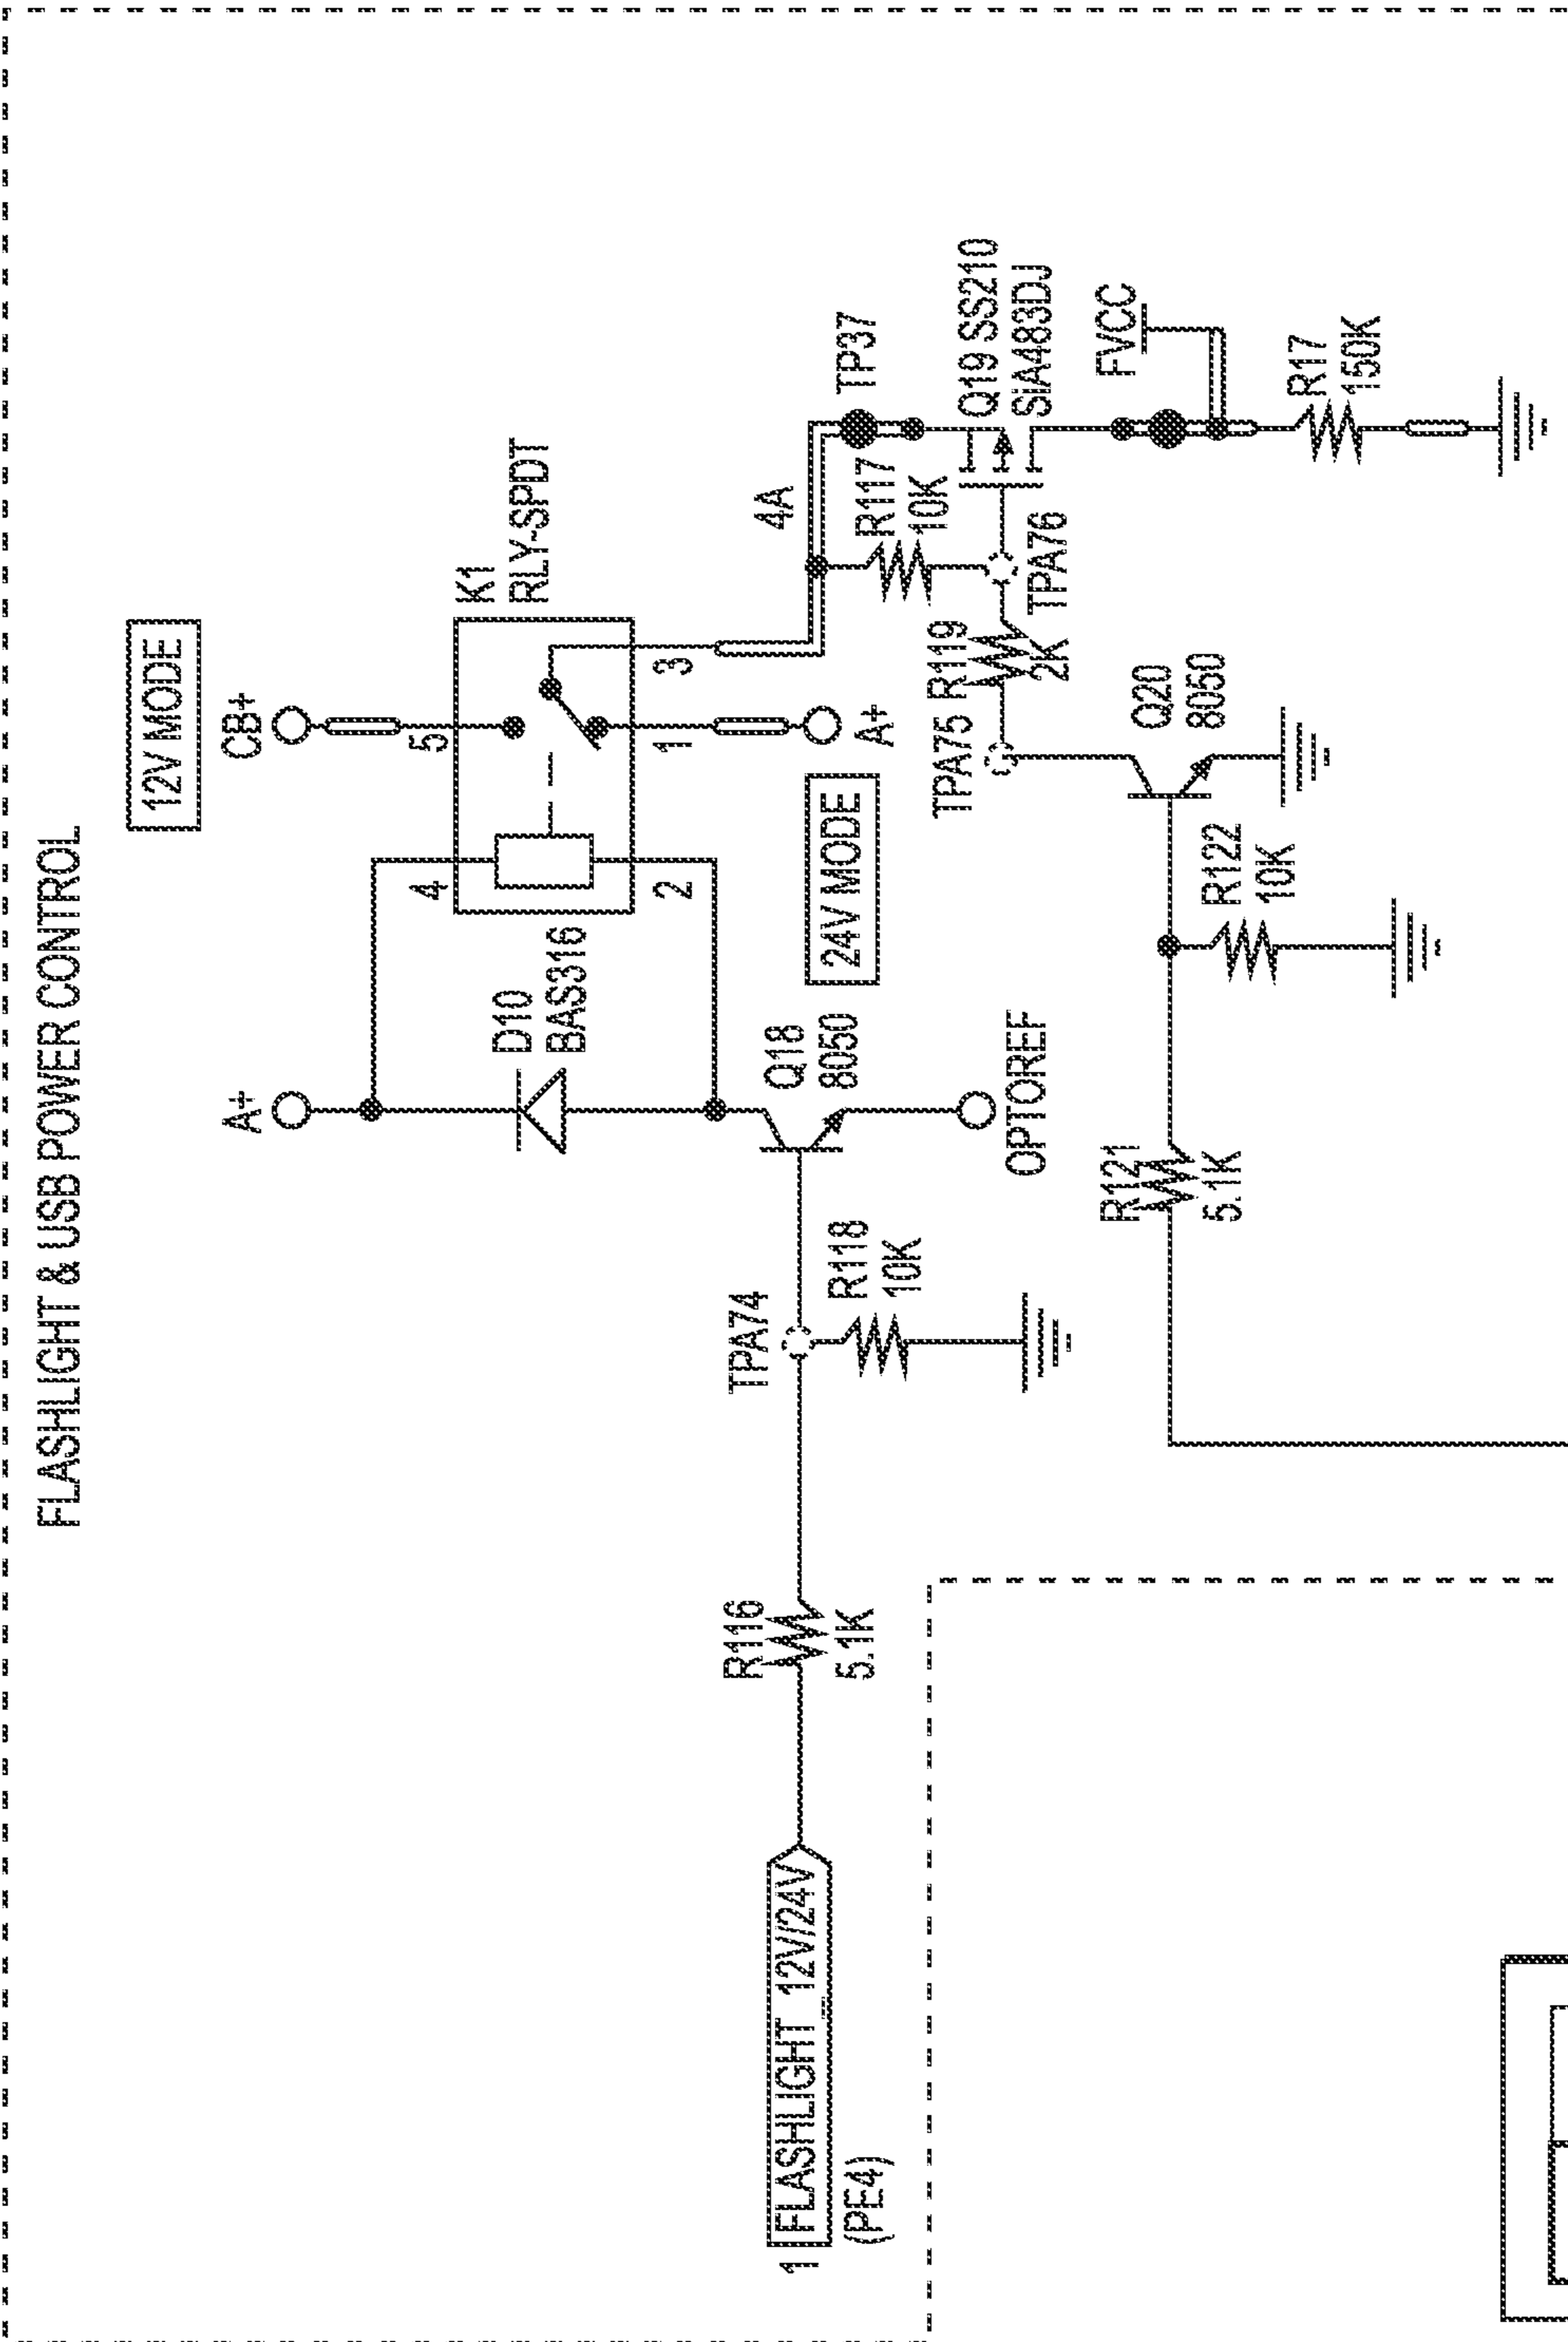 FLASHLIGHT & USB POWER CONTROL
12V MODE
CB+
A+
K1
RLY-SPDT
5
4
3
1
2
D10
BAS316
A+
24V MODE
4A
TP37
R117
10K
Q19 SS210
SiA483DJ
FVCC
R17
150K
TPA76
R119
2K
TPA75
Q20
8050
R122
10K
Q18
8050
OPTOREF
R121
5.1K
TPA74
R118
10K
R116
5.1K
1
FLASHLIGHT_12V/24V
(PE4)